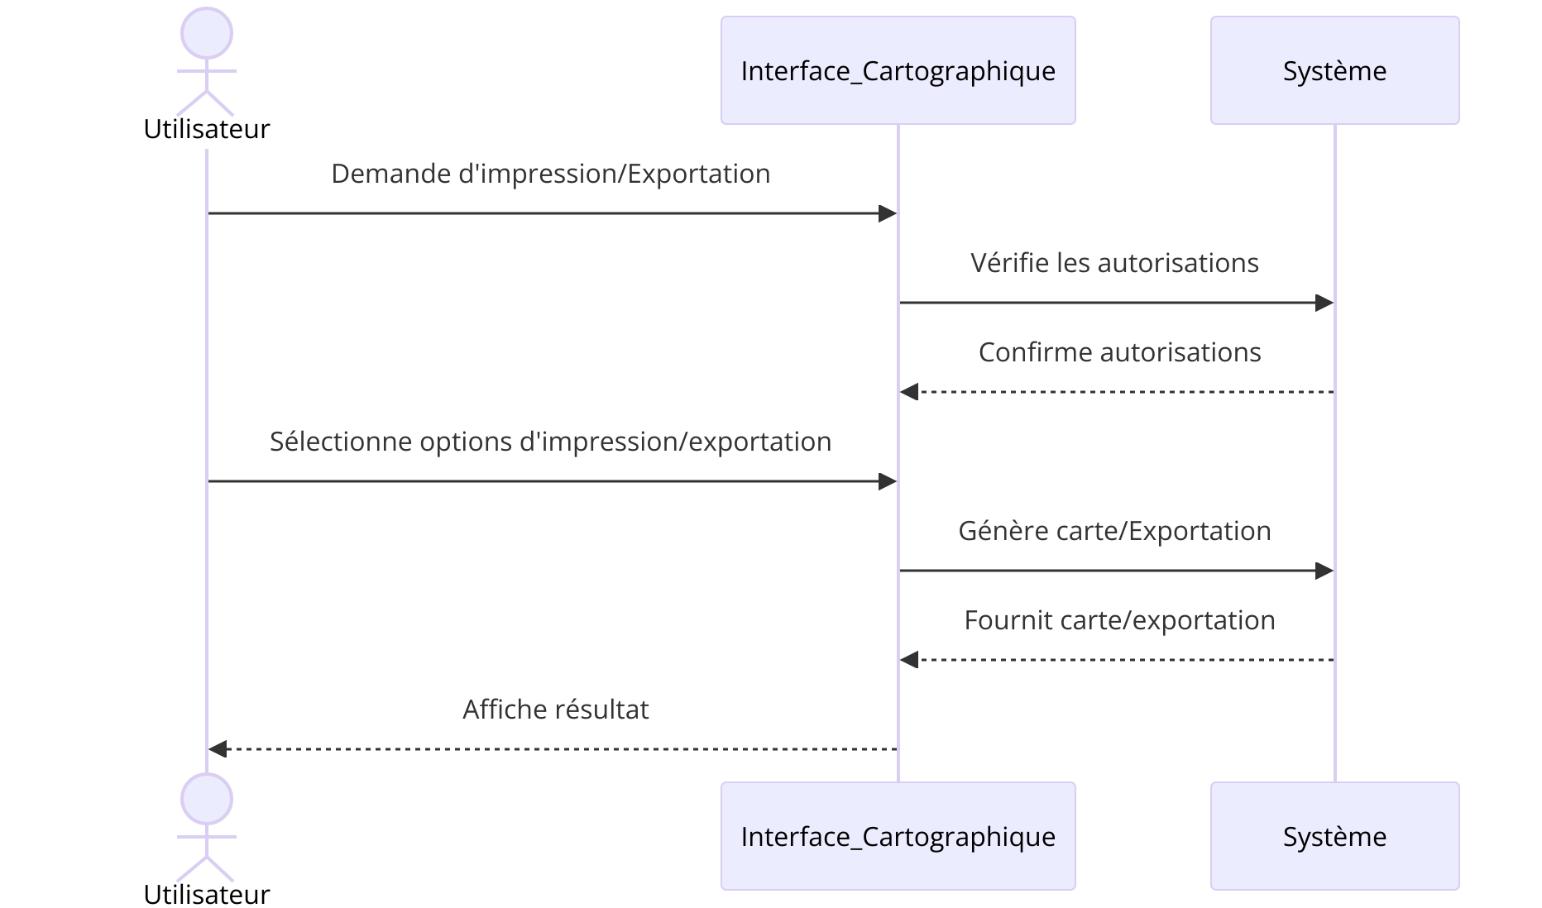 Utilisateur
Interface_Cartographique
Système
Demande d'impression/Exportation
Vérifie les autorisations
Confirme autorisations
Sélectionne options d'impression/exportation
Génère carte/Exportation
Fournit carte/exportation
Affiche résultat
Utilisateur
Interface_Cartographique
Système